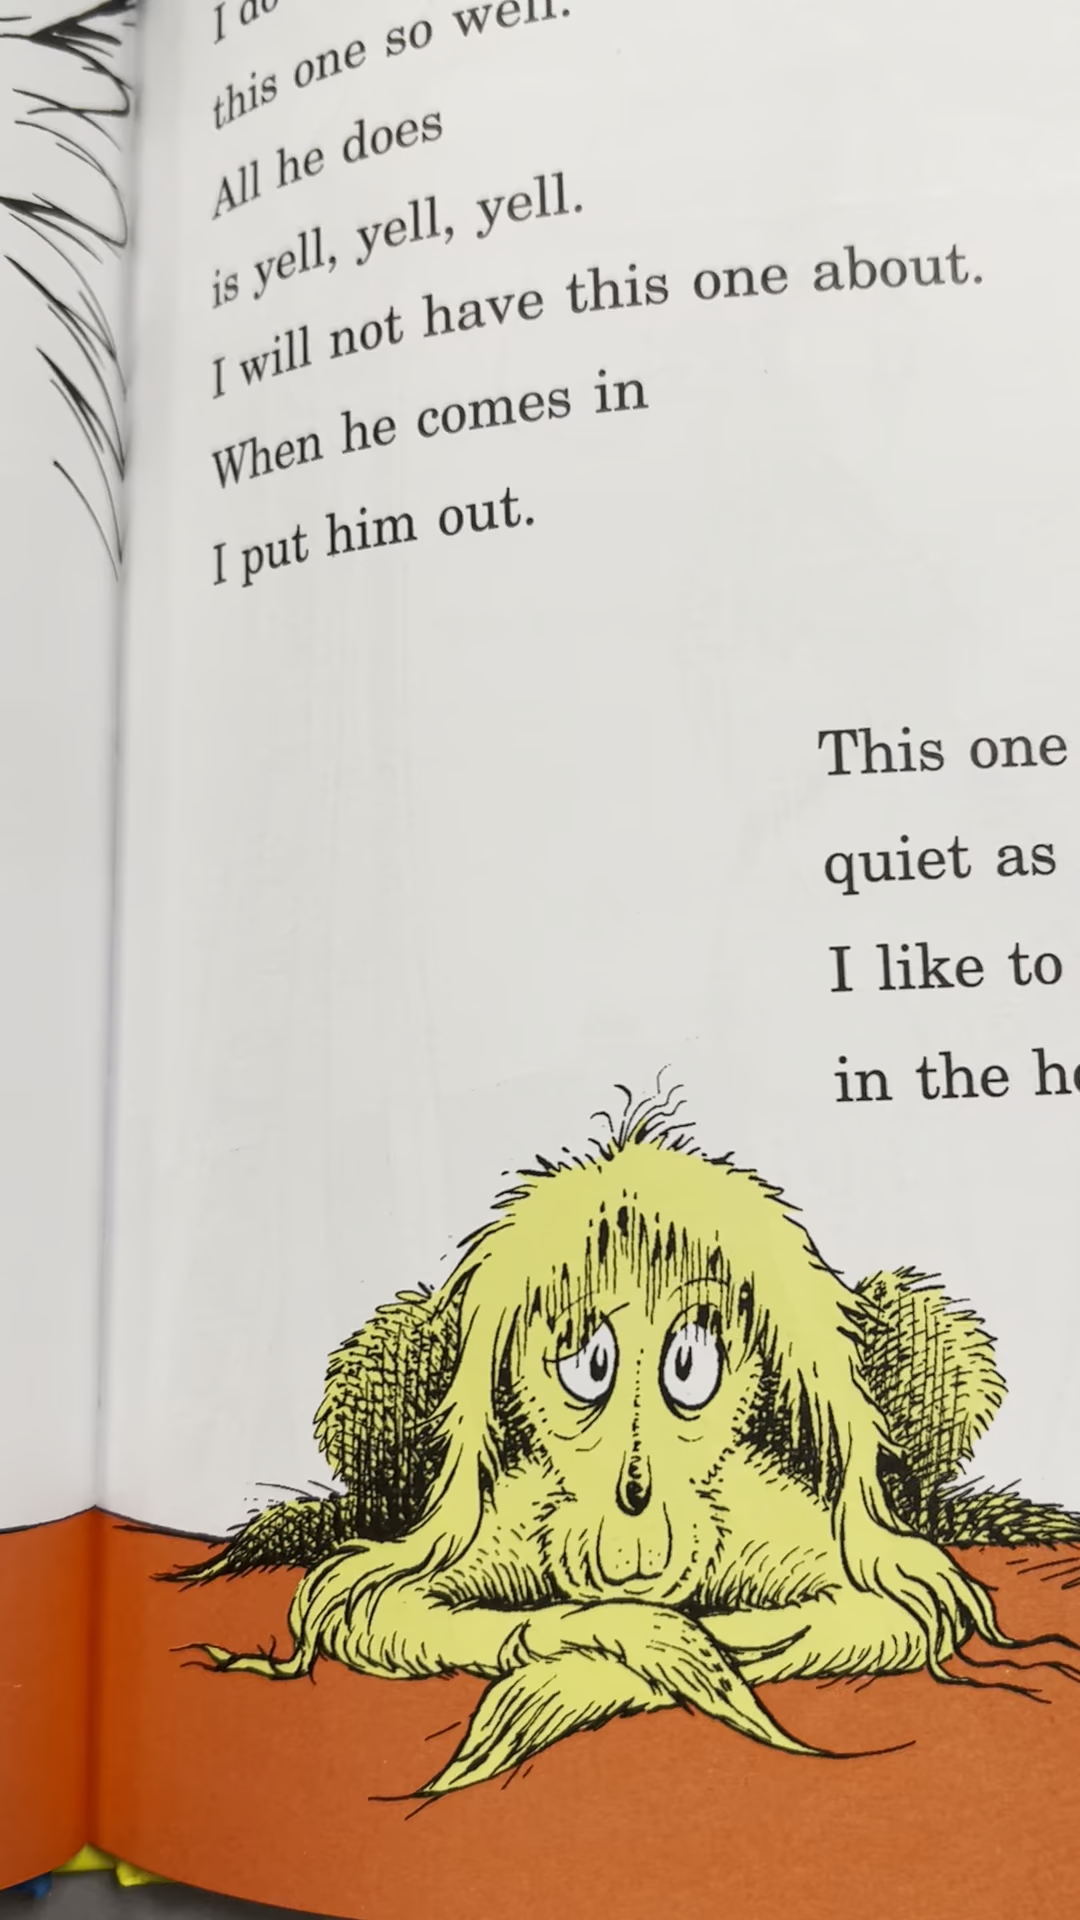 I do
this one so well.
All he does
is yell, yell, yell.
I will not have this one about.
When he comes in
I put him out.
This one
quiet as
I like to
in the